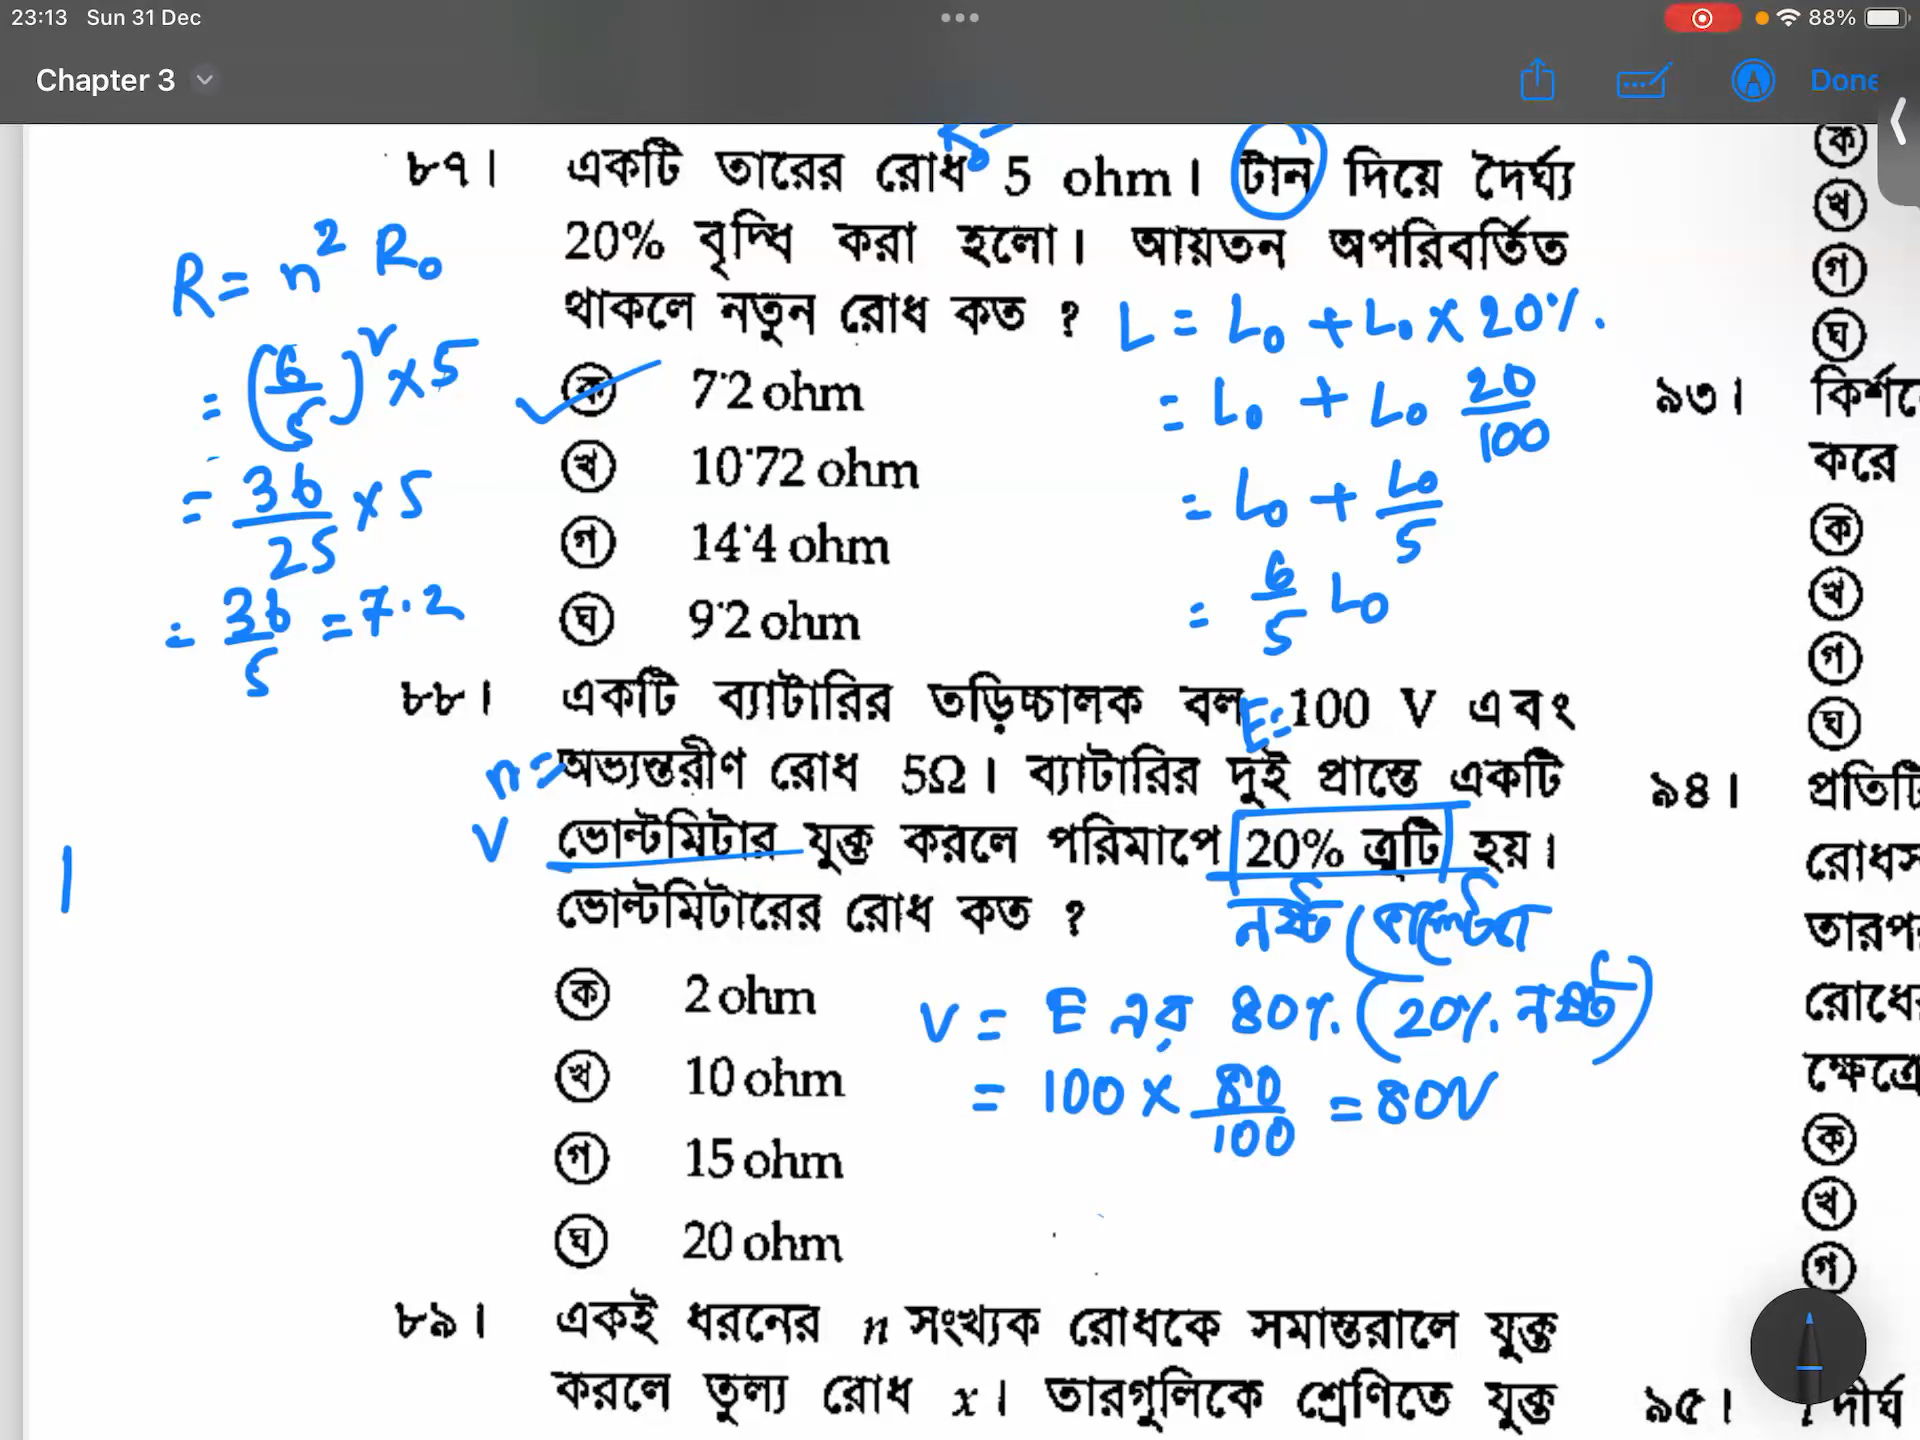 23:13 Sun 31 Dec
88%
Chapter 3
Done
৮৭। একটি তারের রোধ 5 ohm। টান দিয়ে দৈর্ঘ্য
20% বৃদ্ধি করা হলো। আয়তন অপরিবর্তিত
থাকলে নতুন রোধ কত ?
ক 7·2 ohm
খ 10·72 ohm
গ 14·4 ohm
ঘ 9·2 ohm
R = n² R₀
= (6/5)² × 5
= 36/25 × 5
= 36/5 = 7.2
L = L₀ + L₀ × 20%.
= L₀ + L₀ 20/100
= L₀ + L₀/5
= 6/5 L₀
৮৮। একটি ব্যাটারির তড়িচ্চালক বল E= 100 V এবং
অভ্যন্তরীণ রোধ 5Ω। ব্যাটারির দুই প্রান্তে একটি
V ভোল্টমিটার যুক্ত করলে পরিমাপে 20% ত্রুটি হয়।
ভোল্টমিটারের রোধ কত ?
নষ্ট ভোল্টেজ
ক 2 ohm
খ 10 ohm
গ 15 ohm
ঘ 20 ohm
V = E এর 80% (20% নষ্ট)
= 100 × 80/100 = 80V
৮৯। একই ধরনের n সংখ্যক রোধকে সমান্তরালে যুক্ত
করলে তুল্য রোধ x। তারগুলিকে শ্রেণিতে যুক্ত
ক
খ
গ
ঘ
৯৩।
করে
ক
খ
গ
ঘ
৯৪।
ক
খ
গ
৯৫।